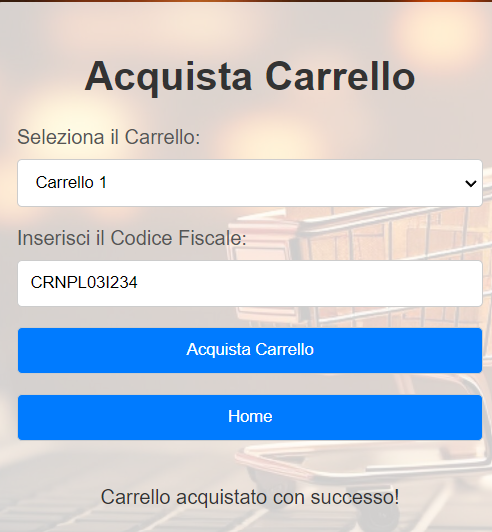 Acquista Carrello
Seleziona il Carrello:
Carrello 1
Inserisci il Codice Fiscale:
CRNPL03I234
Acquista Carrello
Home
Carrello acquistato con successo!